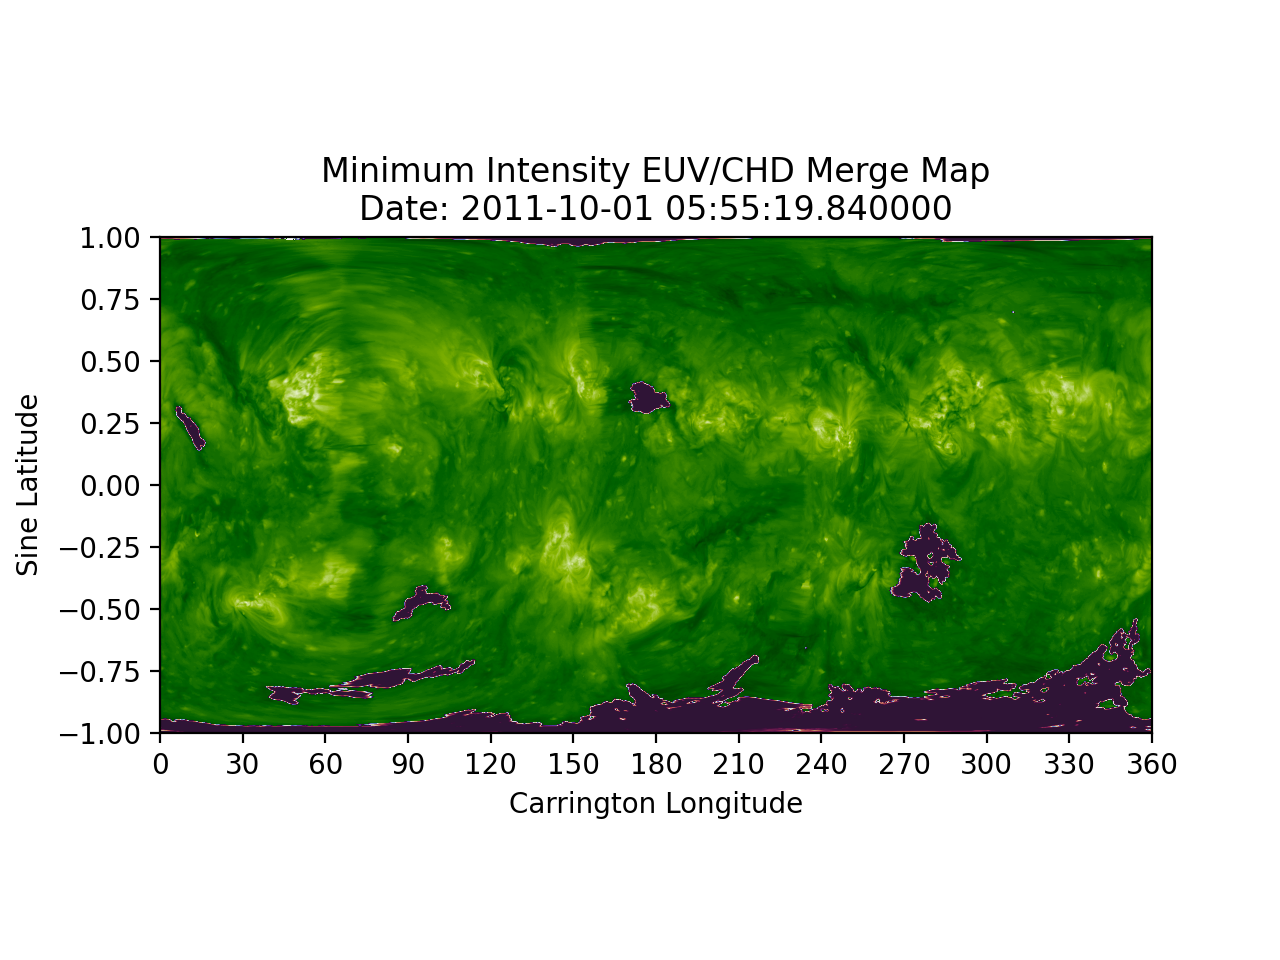 Minimum Intensity EUV/CHD Merge Map
Date: 2011-10-01 05:55:19.840000
1.00
0.75
0.50
0.25
0.00
−0.25
−0.50
−0.75
−1.00
Sine Latitude
0 30 60 90 120 150 180 210 240 270 300 330 360
Carrington Longitude